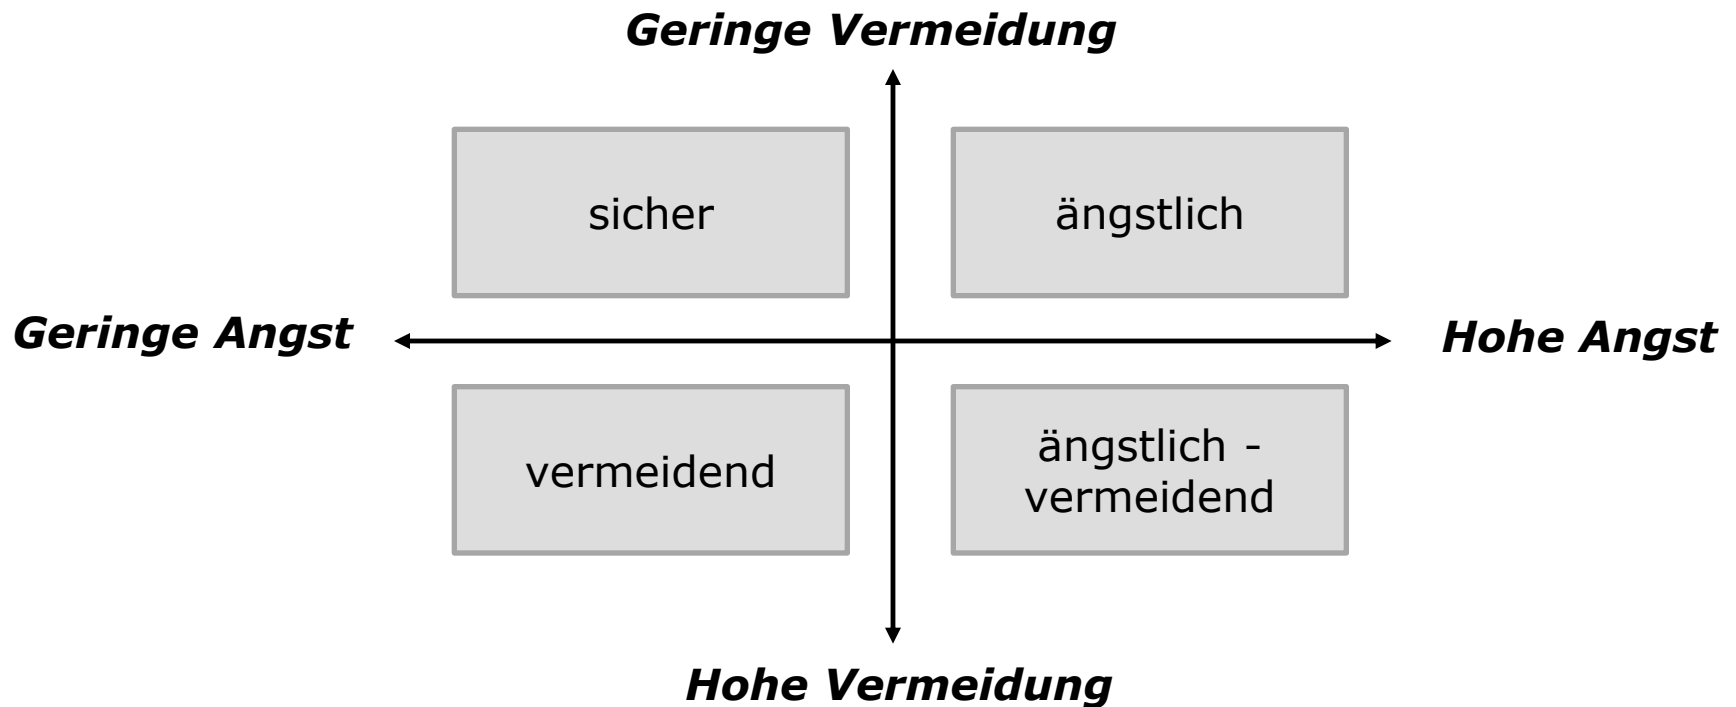 Geringe Vermeidung
sicher
ängstlich
Geringe Angst
Hohe Angst
vermeidend
ängstlich -
vermeidend
Hohe Vermeidung